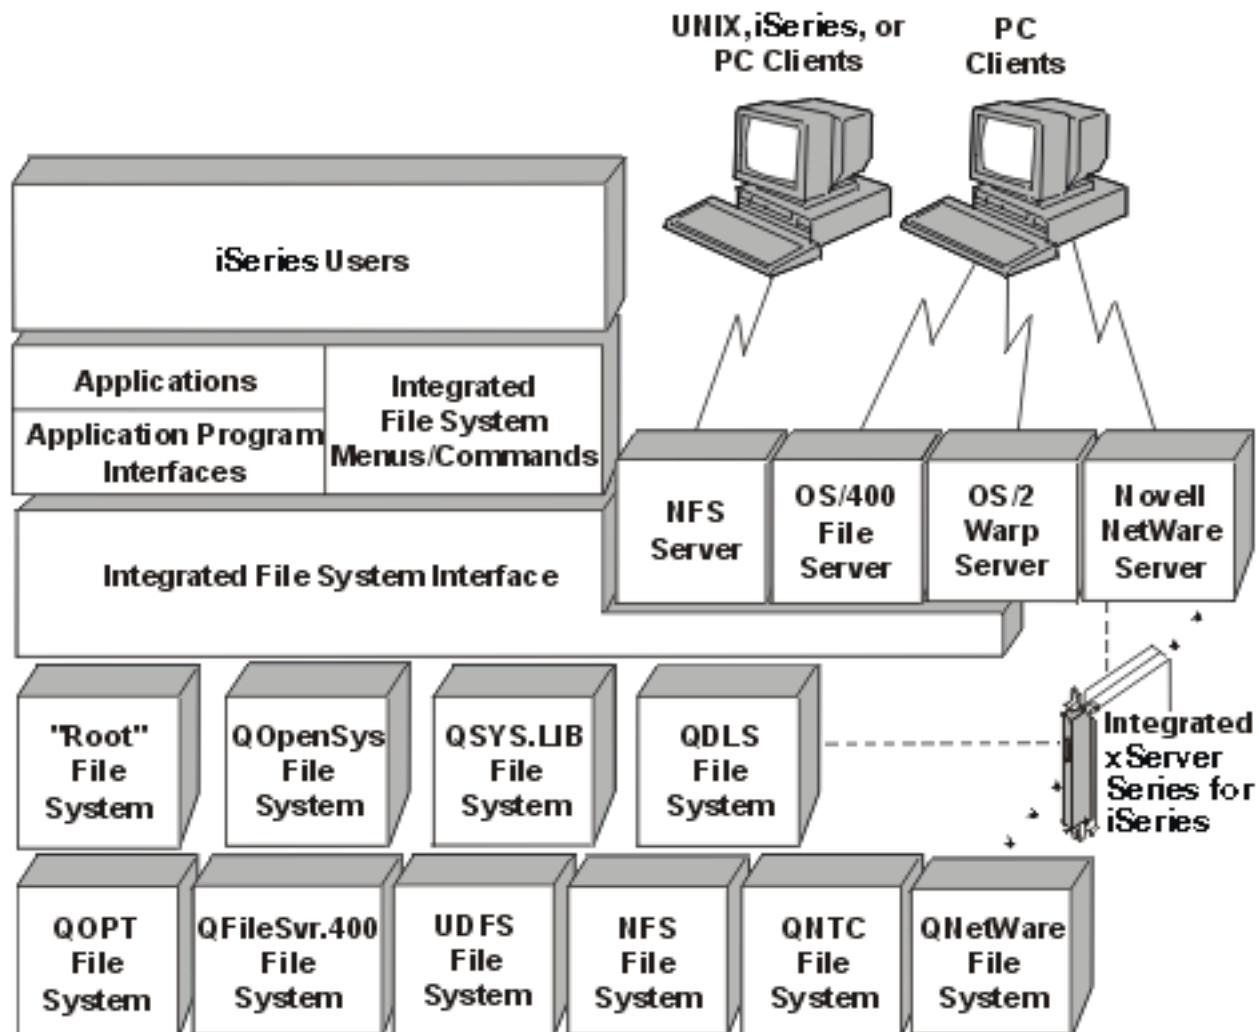 UNIX, iSeries, or
PC Clients
PC
Clients
iSeries Users
Applications
Application Program
Interfaces
Integrated
File System
Menus/Commands
NFS
Server
OS/400
File
Server
OS/2
Warp
Server
Novell
NetWare
Server
Integrated File System Interface
"Root"
File
System
QOpenSys
File
System
QSYS.LIB
File
System
QDLS
File
System
Integrated
xServer
Series for
iSeries
QOPT
File
System
QFileSvr.400
File
System
UDFS
File
System
NFS
File
System
QNTC
File
System
QNetWare
File
System